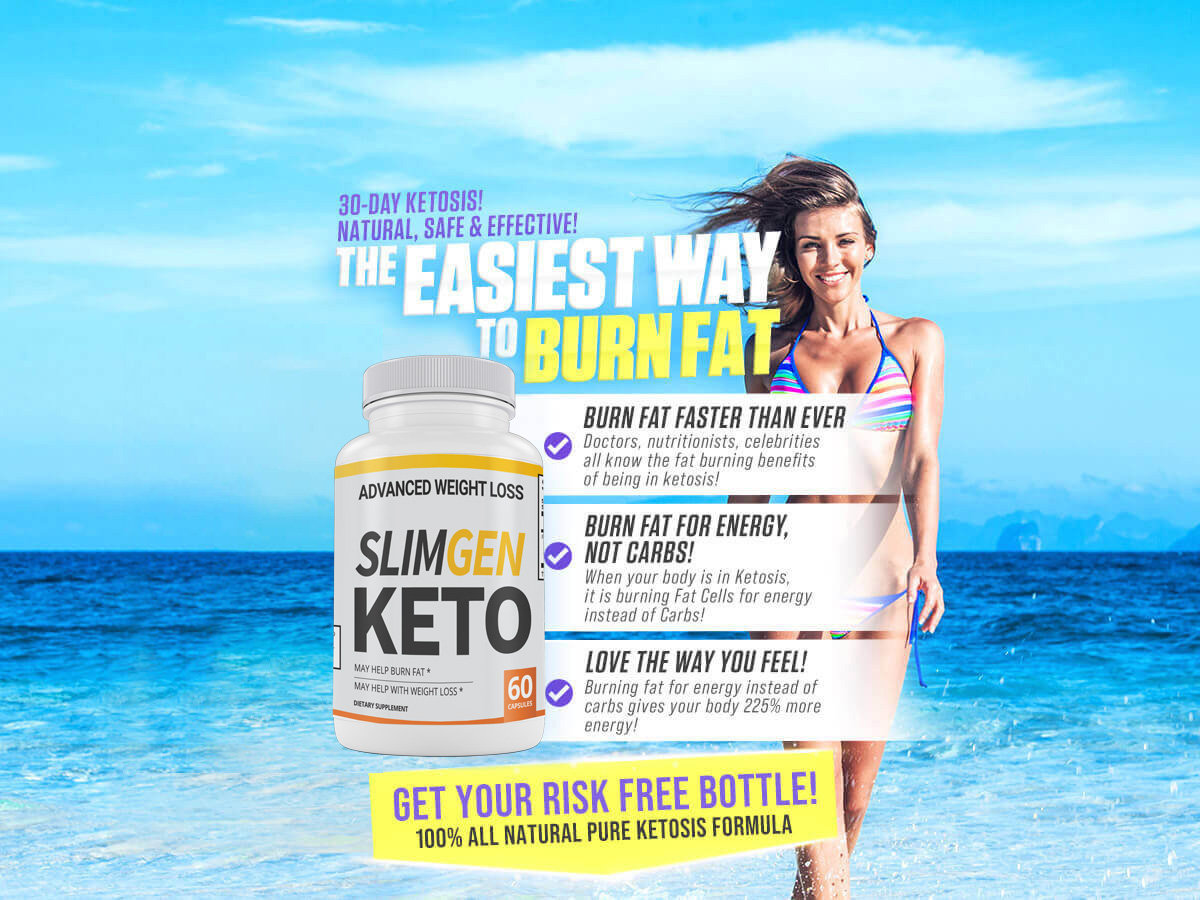 30-DAY KETOSIS!
NATURAL, SAFE & EFFECTIVE!
THE EASIEST WAY
TO BURN FAT
BURN FAT FASTER THAN EVER
Doctors, nutritionists, celebrities
all know the fat burning benefits
of being in ketosis!
BURN FAT FOR ENERGY,
NOT CARBS!
When your body is in Ketosis,
it is burning Fat Cells for energy
instead of Carbs!
LOVE THE WAY YOU FEEL!
Burning fat for energy instead of
carbs gives your body 225% more
energy!
ADVANCED WEIGHT LOSS
SLIMGEN
KETO
MAY HELP BURN FAT *
MAY HELP WITH WEIGHT LOSS *
DIETARY SUPPLEMENT
60
CAPSULES
GET YOUR RISK FREE BOTTLE!
100% ALL NATURAL PURE KETOSIS FORMULA